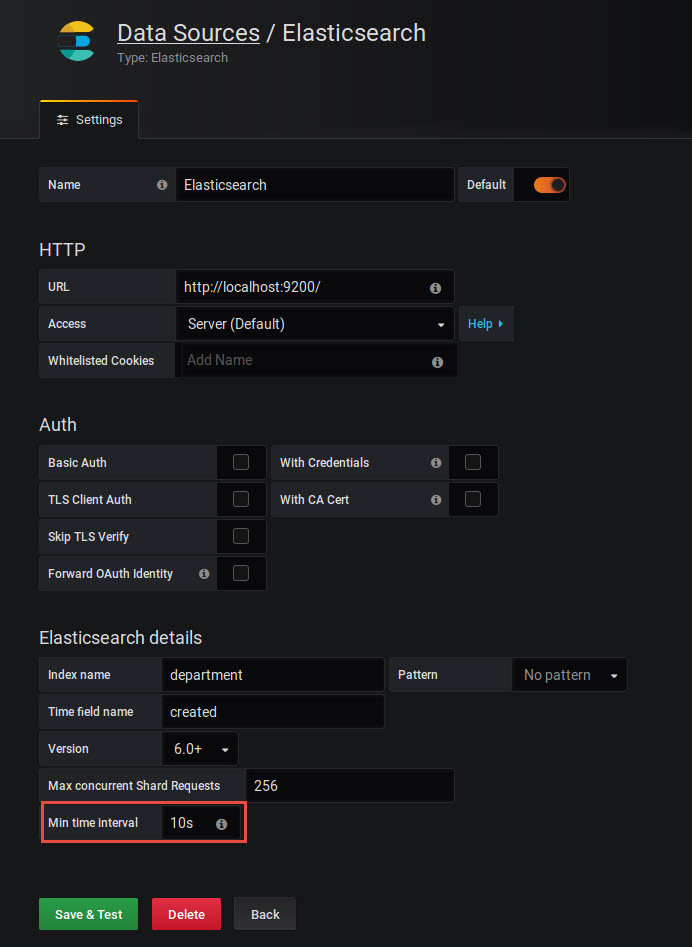 Data Sources / Elasticsearch
Type: Elasticsearch
Settings
Name Elasticsearch Default
HTTP
URL http://localhost:9200/
Access Server (Default) Help
Whitelisted Cookies Add Name
Auth
Basic Auth With Credentials
TLS Client Auth With CA Cert
Skip TLS Verify
Forward OAuth Identity
Elasticsearch details
Index name department Pattern No pattern
Time field name created
Version 6.0+
Max concurrent Shard Requests 256
Min time interval 10s
Save & Test Delete Back